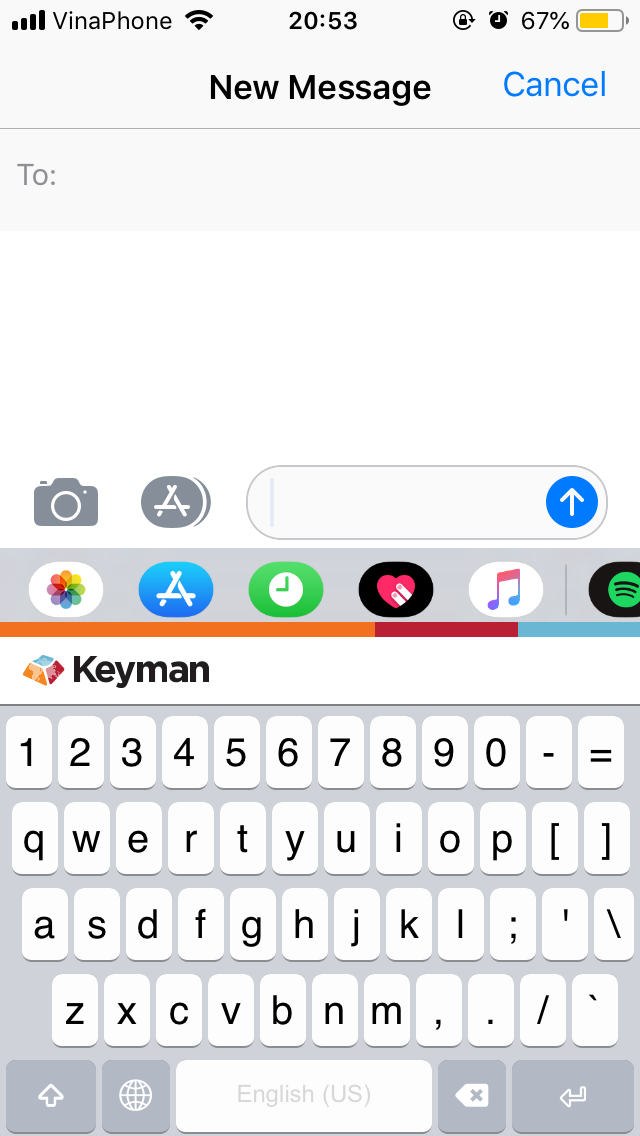 VinaPhone 20:53 67%
New Message Cancel
To:
Keyman
1 2 3 4 5 6 7 8 9 0 - =
q w e r t y u i o p [ ]
a s d f g h j k l ; ' \
z x c v b n m , . / `
English (US)